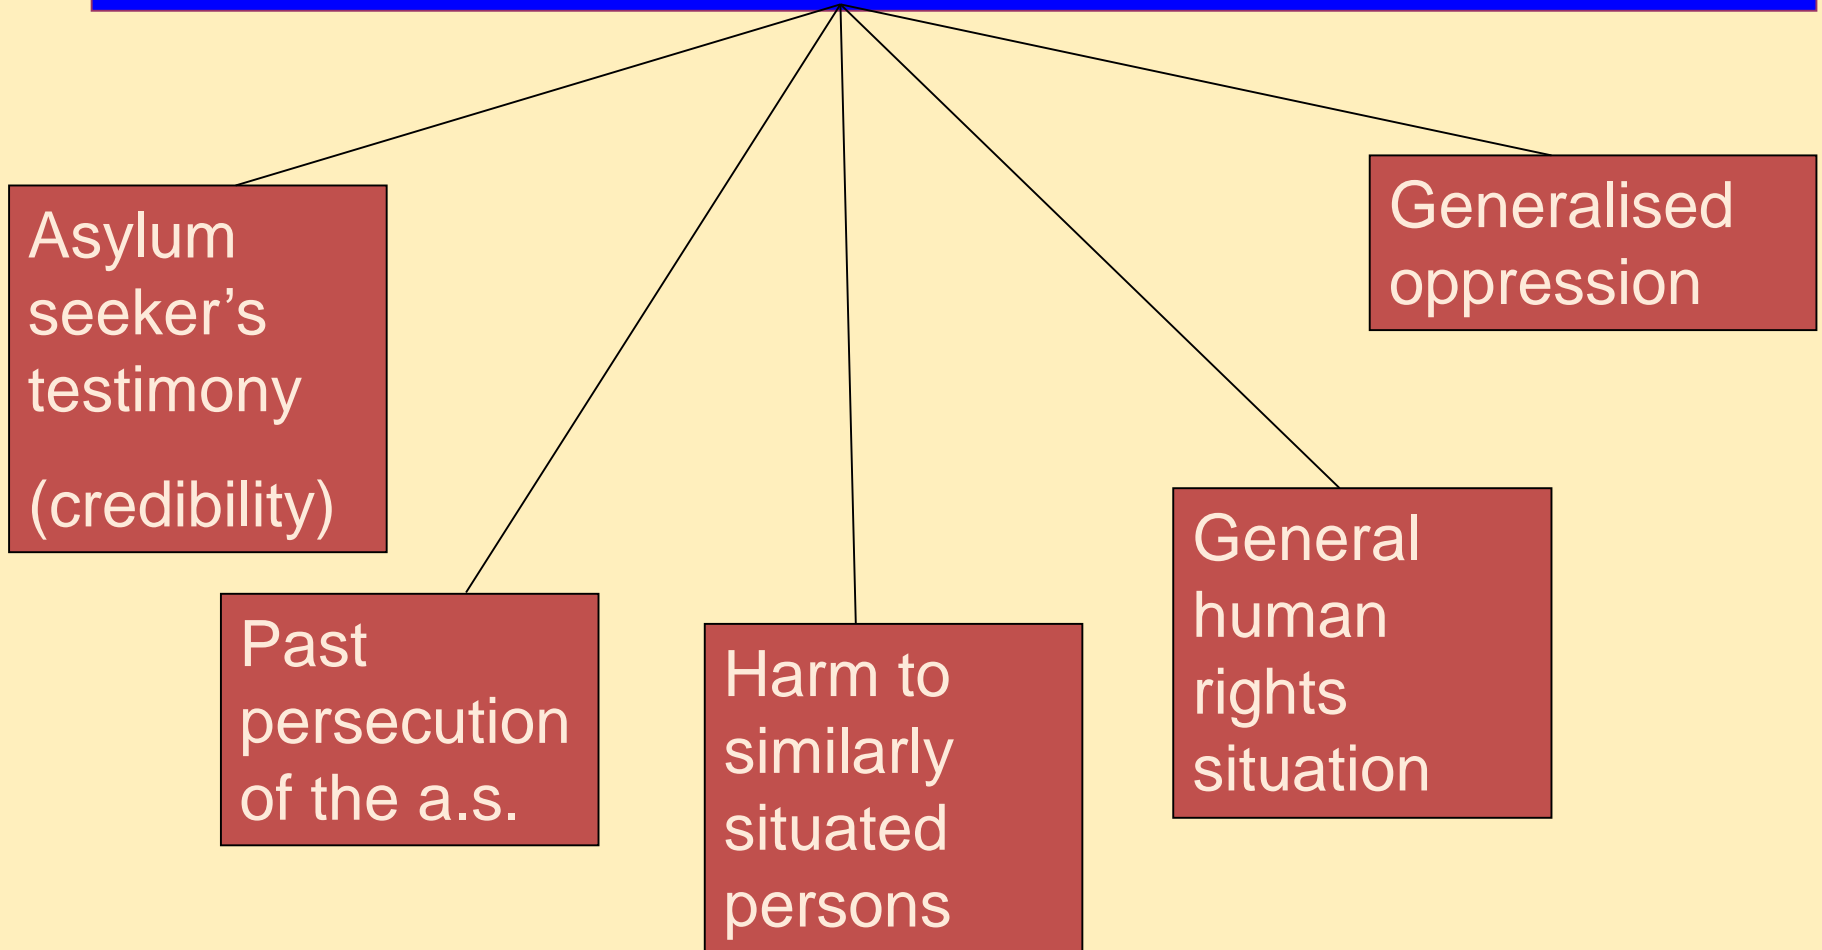 Asylum
seeker’s
testimony
(credibility)
Past
persecution
of the a.s.
Harm to
similarly
situated
persons
General
human
rights
situation
Generalised
oppression